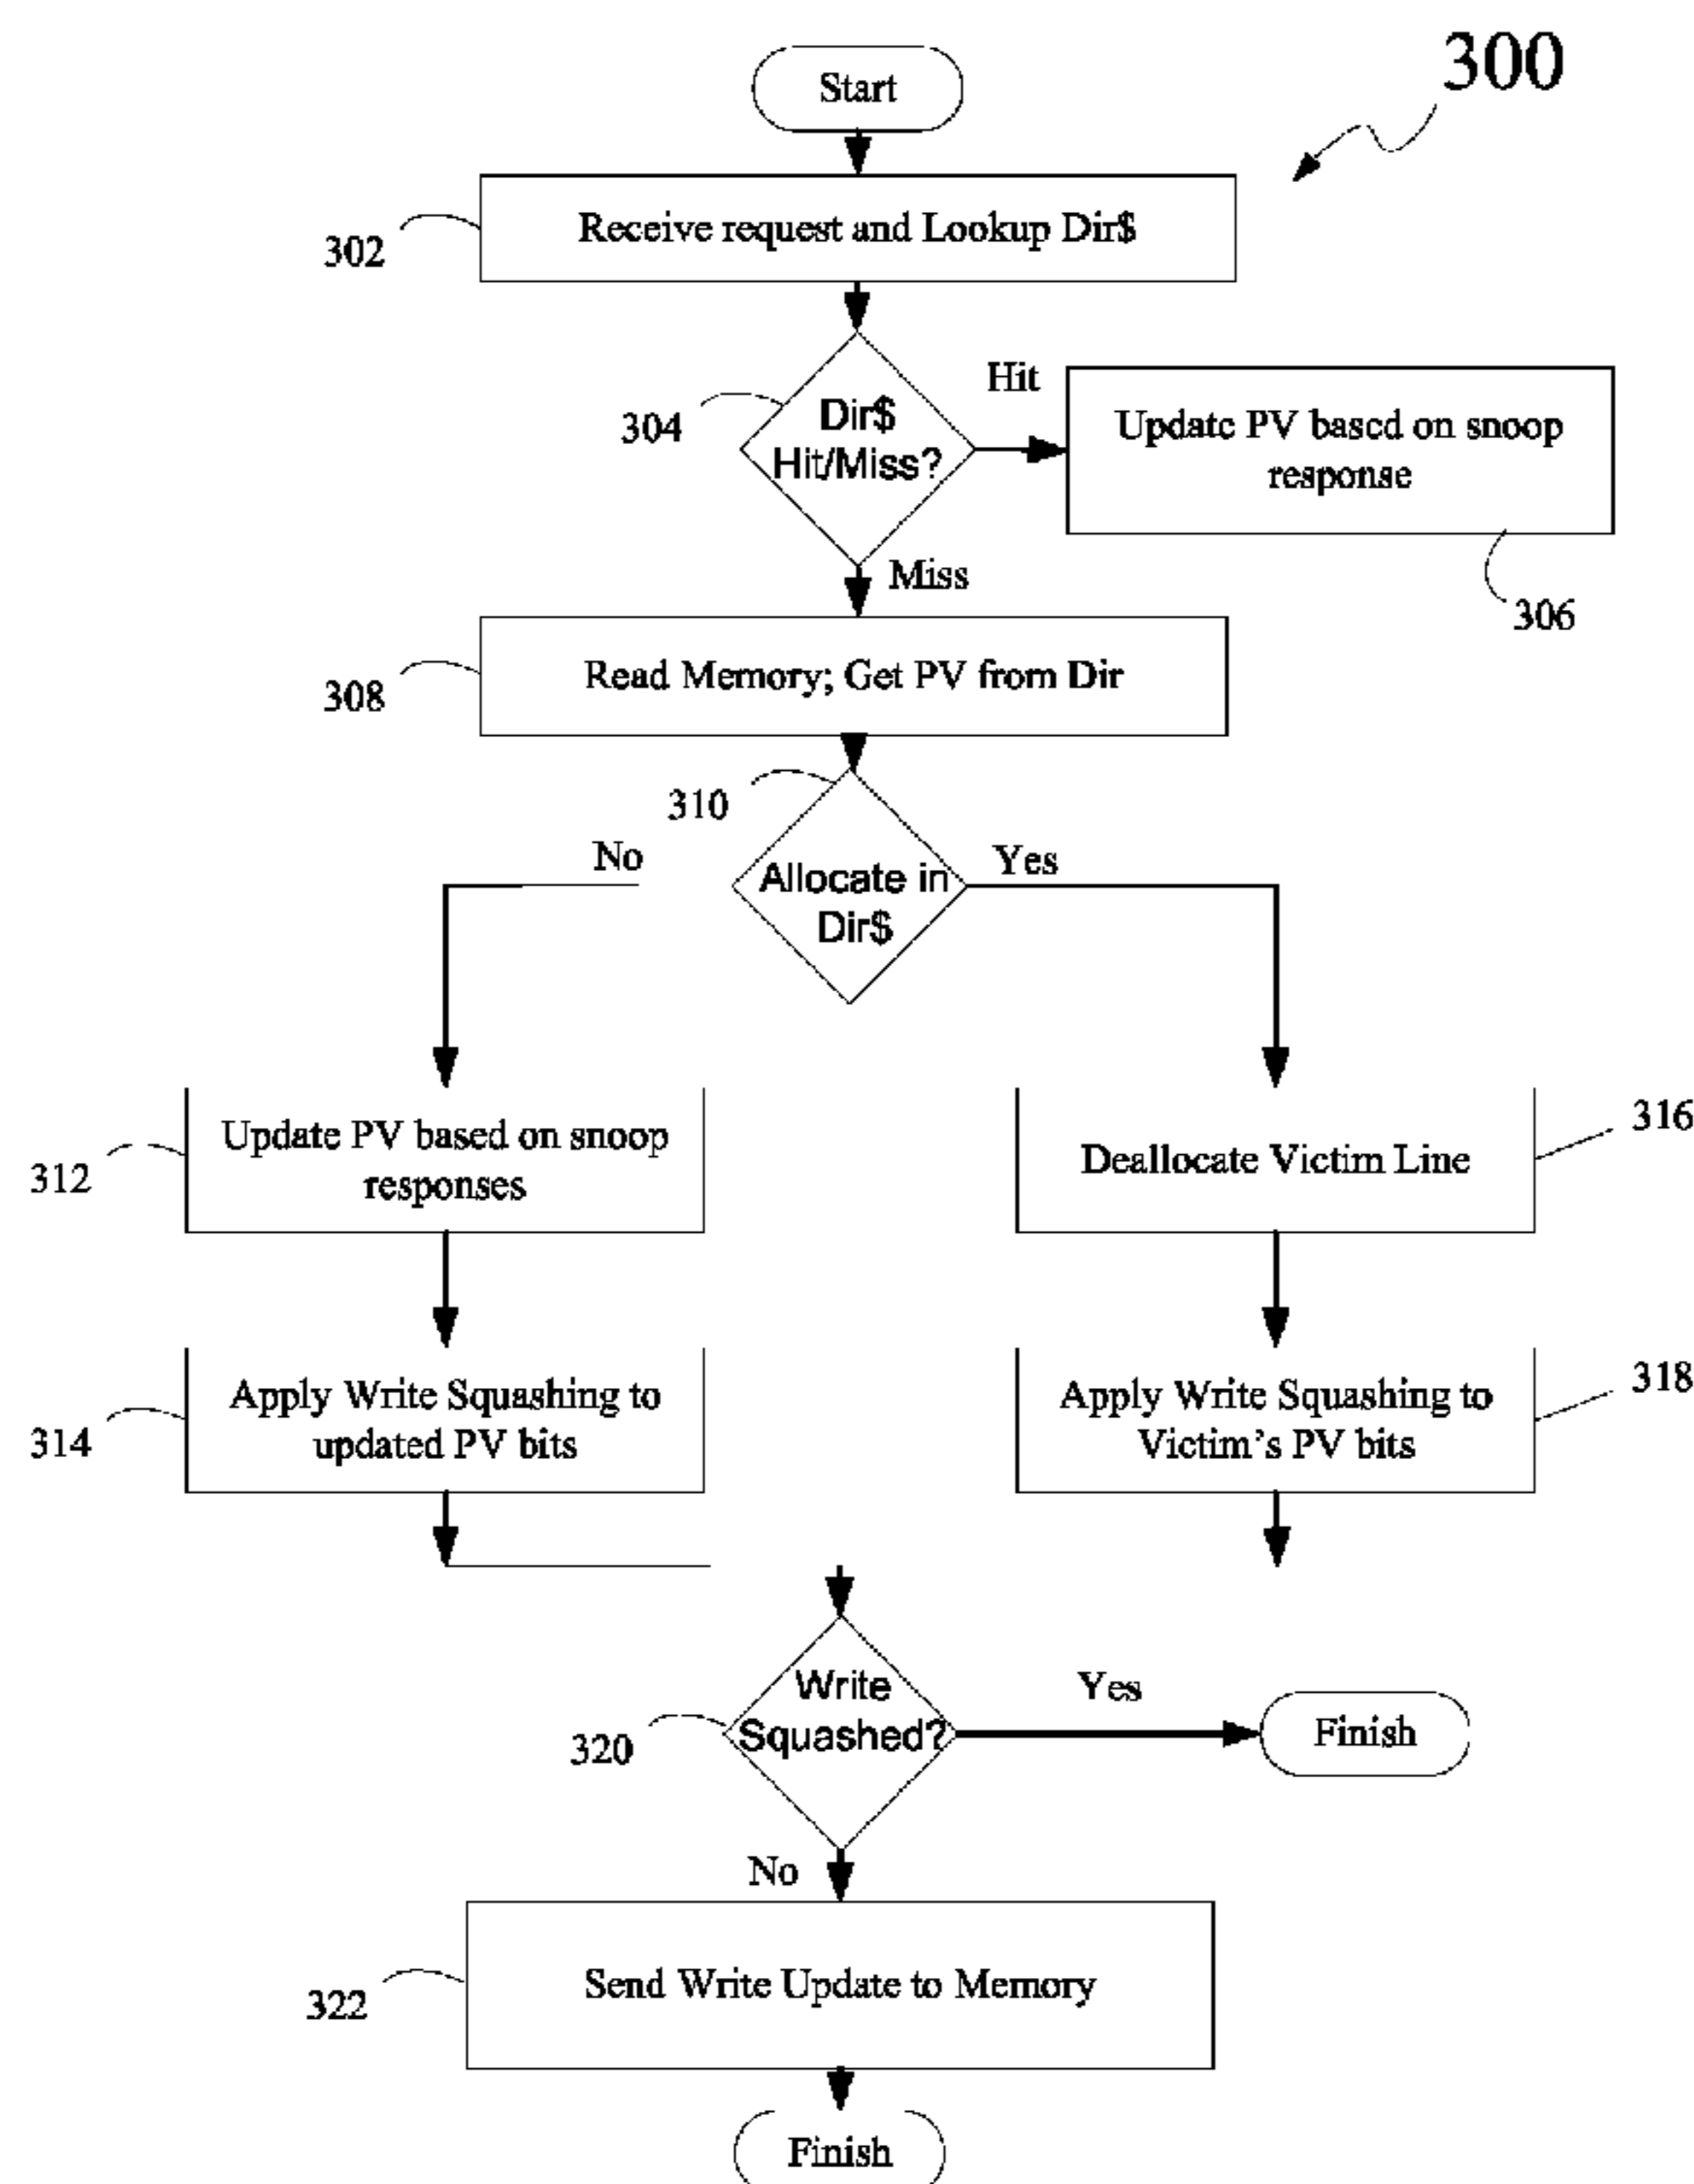 300
Start
302
Receive request and Lookup Dir$
304
Dir$
Hit/Miss?
Hit
Update PV based on snoop
response
306
Miss
308
Read Memory; Get PV from Dir
310
No
Allocate in
Dir$
Yes
312
Update PV based on snoop
responses
Deallocate Victim Line
316
314
Apply Write Squashing to
updated PV bits
Apply Write Squashing to
Victim's PV bits
318
320
Write
Squashed?
Yes
Finish
No
322
Send Write Update to Memory
Finish